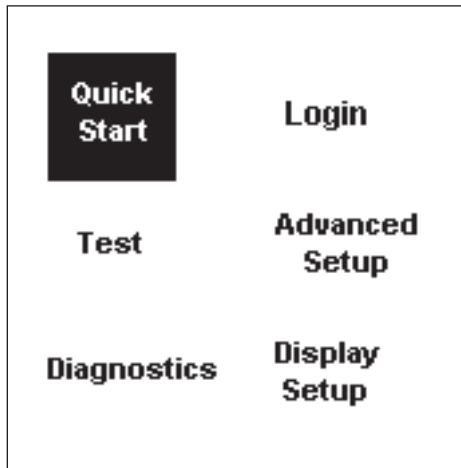 Quick
Start
Login
Test
Advanced
Setup
Diagnostics
Display
Setup